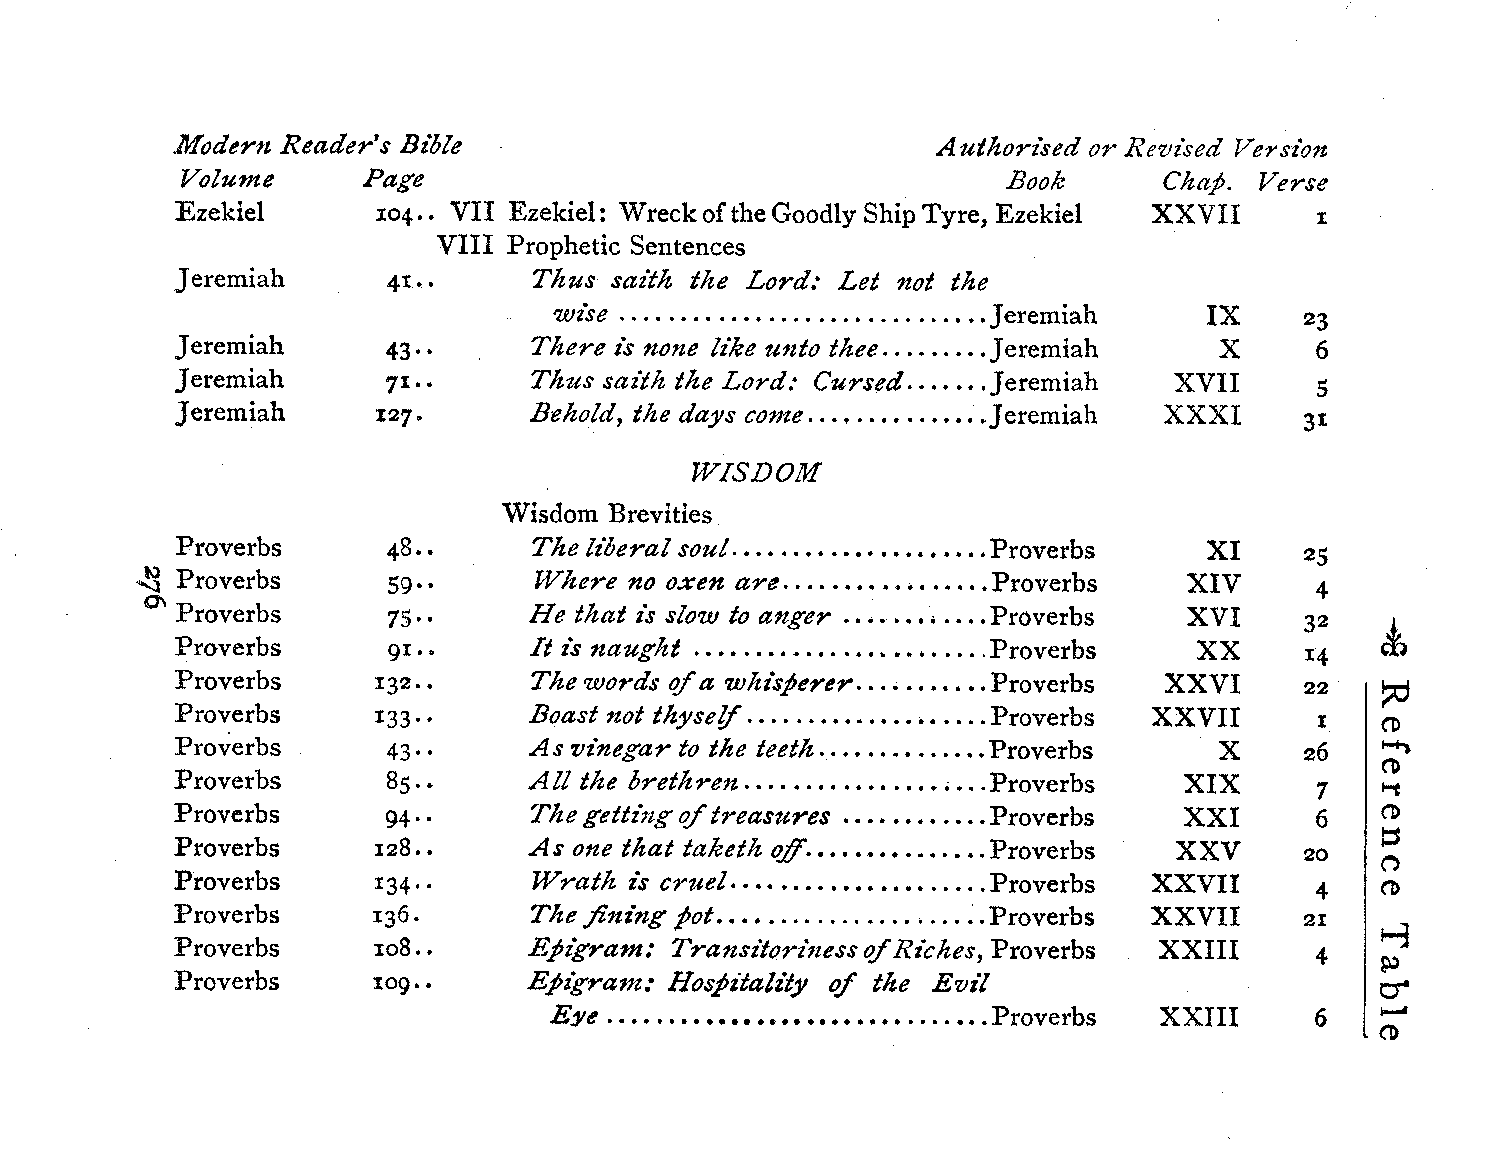 Modern Reader's Bible Authorised or Revised Version
Volume Page Book Chap. Verse
Ezekiel 104.. VII Ezekiel: Wreck of the Goodly Ship Tyre, Ezekiel XXVII 1
VIII Prophetic Sentences
Jeremiah 41.. Thus saith the Lord: Let not the
wise ..............................Jeremiah IX 23
Jeremiah 43.. There is none like unto thee.........Jeremiah X 6
Jeremiah 71.. Thus saith the Lord: Cursed.......Jeremiah XVII 5
Jeremiah 127. Behold, the days come...............Jeremiah XXXI 31
WISDOM
Wisdom Brevities
Proverbs 48.. The liberal soul.....................Proverbs XI 25
Proverbs 59.. Where no oxen are.................Proverbs XIV 4
Proverbs 75.. He that is slow to anger ............Proverbs XVI 32
Proverbs 91.. It is naught ........................Proverbs XX 14
Proverbs 132.. The words of a whisperer...........Proverbs XXVI 22
Proverbs 133.. Boast not thyself....................Proverbs XXVII 1
Proverbs 43.. As vinegar to the teeth..............Proverbs X 26
Proverbs 85.. All the brethren....................Proverbs XIX 7
Proverbs 94.. The getting of treasures ............Proverbs XXI 6
Proverbs 128.. As one that taketh off...............Proverbs XXV 20
Proverbs 134.. Wrath is cruel.....................Proverbs XXVII 4
Proverbs 136. The fining pot......................Proverbs XXVII 21
Proverbs 108.. Epigram: Transitoriness of Riches, Proverbs XXIII 4
Proverbs 109.. Epigram: Hospitality of the Evil
Eye ...............................Proverbs XXIII 6
276
Reference Table